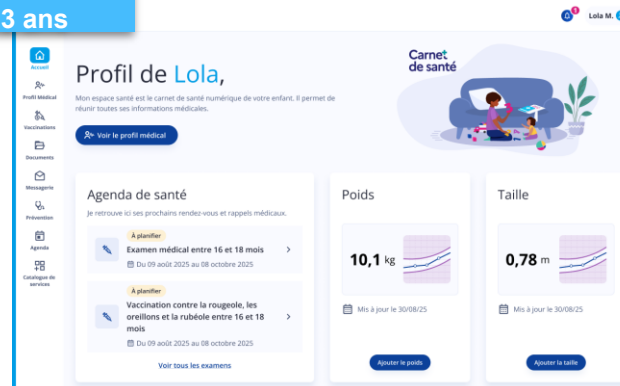 3 ans
1
Lola M.
Accueil
Profil Médical
Vaccinations
Documents
Messagerie
Prévention
Agenda
Catalogue de
services
Profil de Lola,
Mon espace santé est le carnet de santé numérique de votre enfant. Il permet de
réunir toutes ses informations médicales.
Voir le profil médical
Carnet
de santé
Agenda de santé
Je retrouve ici ses prochains rendez-vous et rappels médicaux.
À planifier
Examen médical entre 16 et 18 mois
Du 09 août 2025 au 08 octobre 2025
À planifier
Vaccination contre la rougeole, les
oreillons et la rubéole entre 16 et 18
mois
Du 09 août 2025 au 08 octobre 2025
Voir tous les examens
Poids
10,1 kg
Mis à jour le 30/08/25
Ajouter le poids
Taille
0,78 m
Mis à jour le 30/08/25
Ajouter la taille